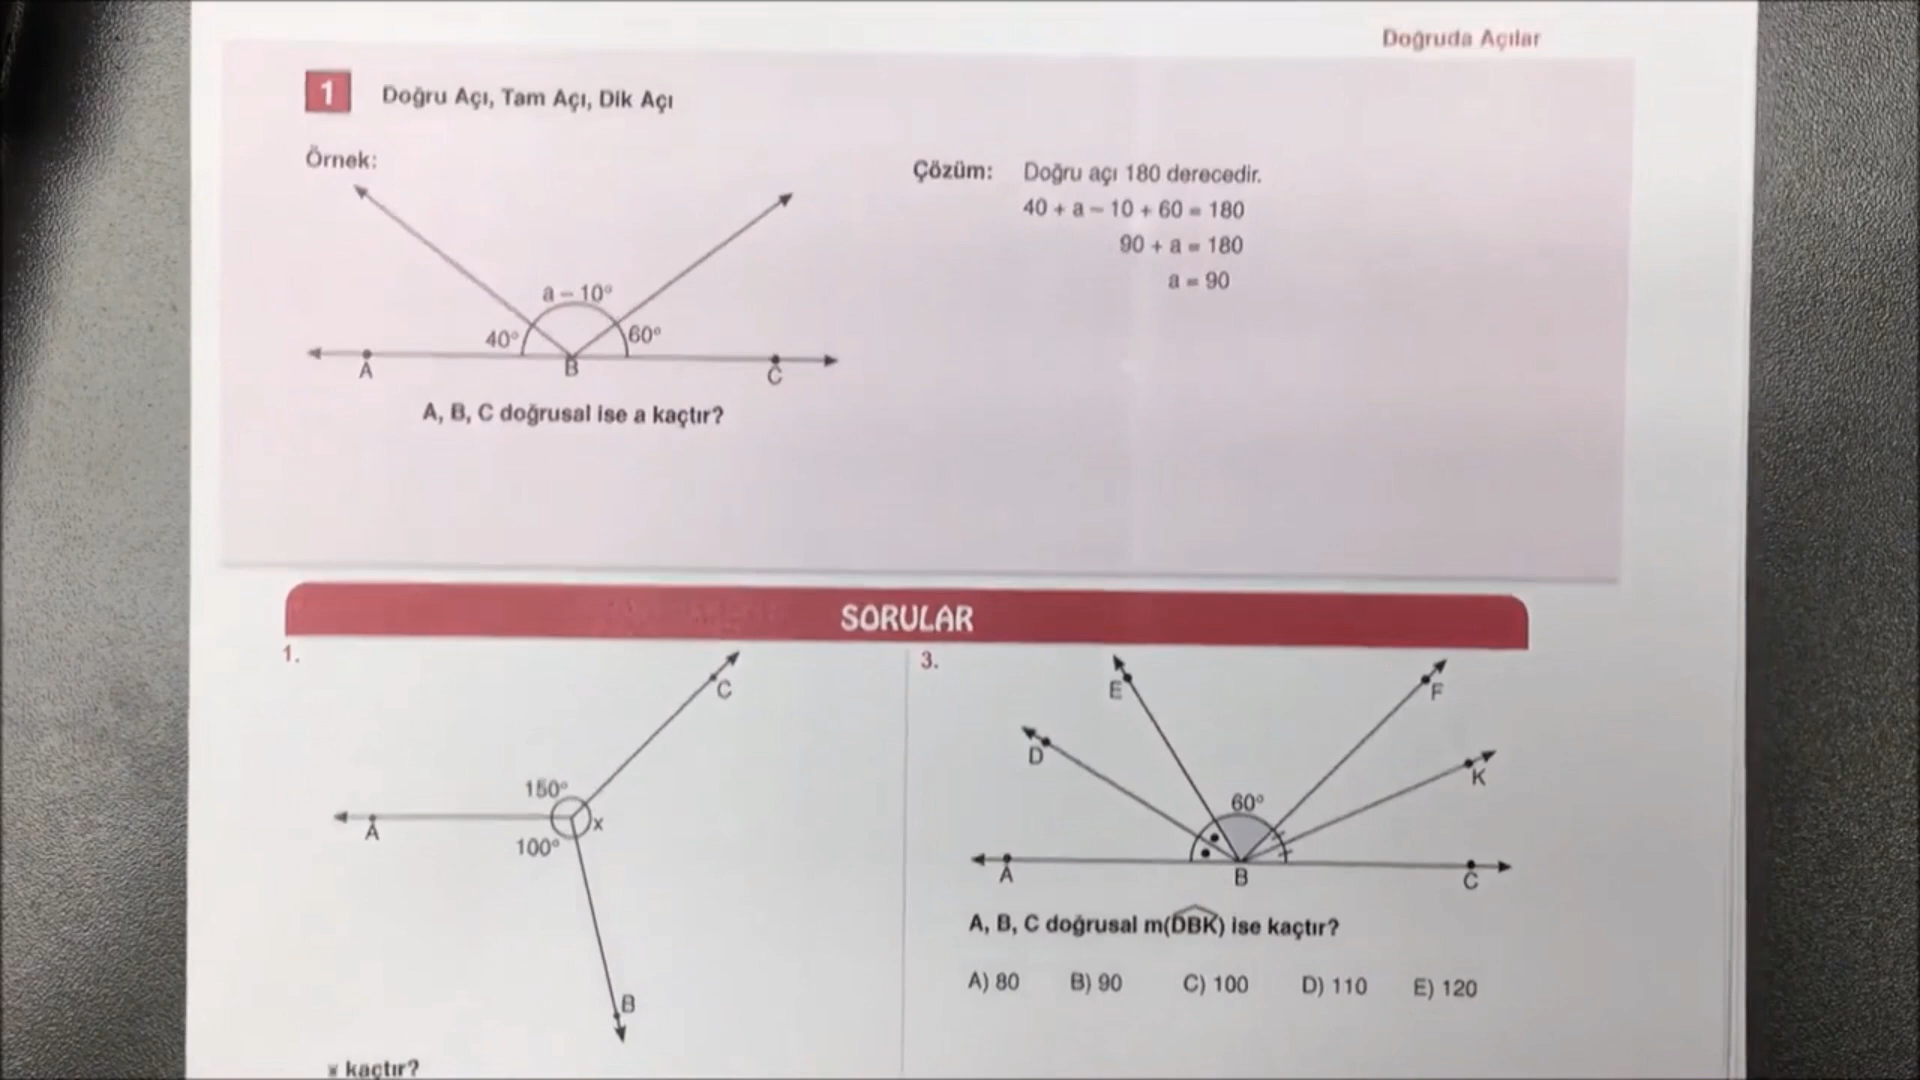 Doğruda Açılar
1 Doğru Açı, Tam Açı, Dik Açı
Örnek:
a – 10°
40°
60°
A
B
C
A, B, C doğrusal ise a kaçtır?
Çözüm: Doğru açı 180 derecedir.
40 + a – 10 + 60 = 180
90 + a = 180
a = 90
SORULAR
1.
C
150°
A
x
100°
B
x kaçtır?
3.
E
F
D
K
60°
A
B
C
A, B, C doğrusal m(DBK) ise kaçtır?
A) 80 B) 90 C) 100 D) 110 E) 120